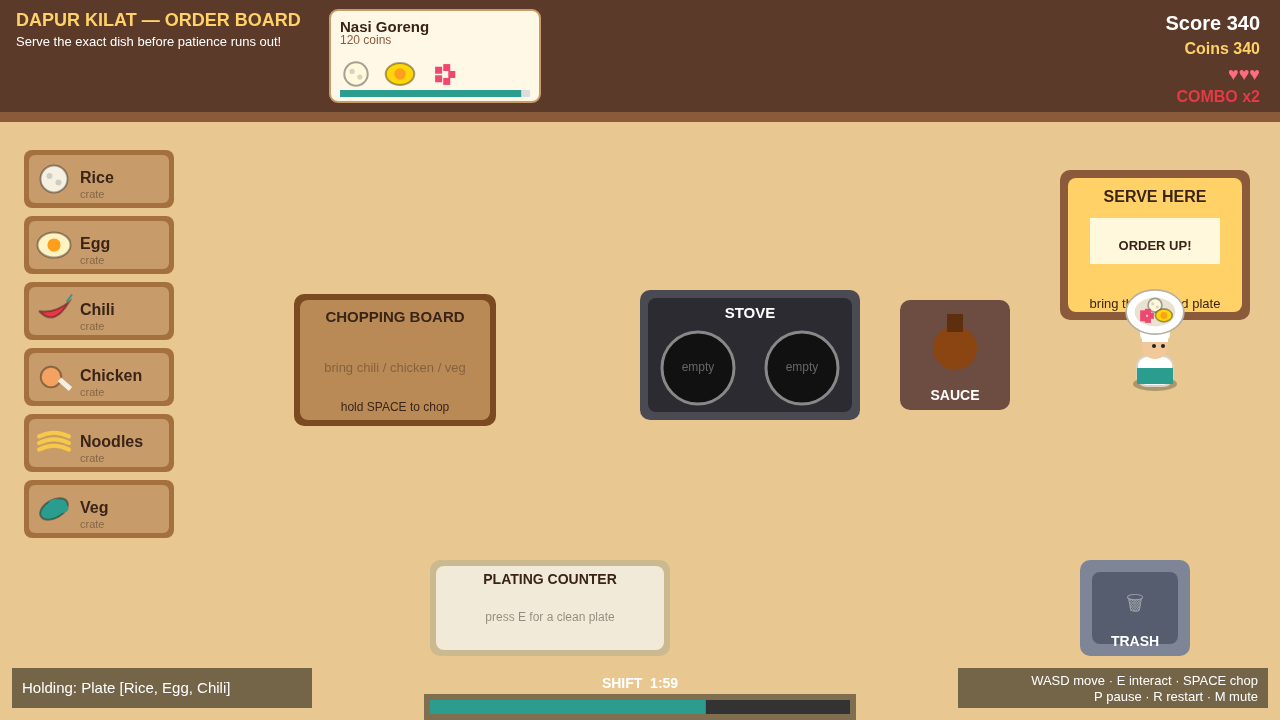 DAPUR KILAT — ORDER BOARD
Serve the exact dish before patience runs out!
Nasi Goreng
120 coins
Score 340
Coins 340
♥♥♥
COMBO x2
Rice
crate
Egg
crate
Chili
crate
Chicken
crate
Noodles
crate
Veg
crate
CHOPPING BOARD
bring chili / chicken / veg
hold SPACE to chop
STOVE
empty
empty
SAUCE
SERVE HERE
ORDER UP!
bring plate
PLATING COUNTER
press E for a clean plate
TRASH
Holding: Plate [Rice, Egg, Chili]
SHIFT 1:59
WASD move · E interact · SPACE chop
P pause · R restart · M mute